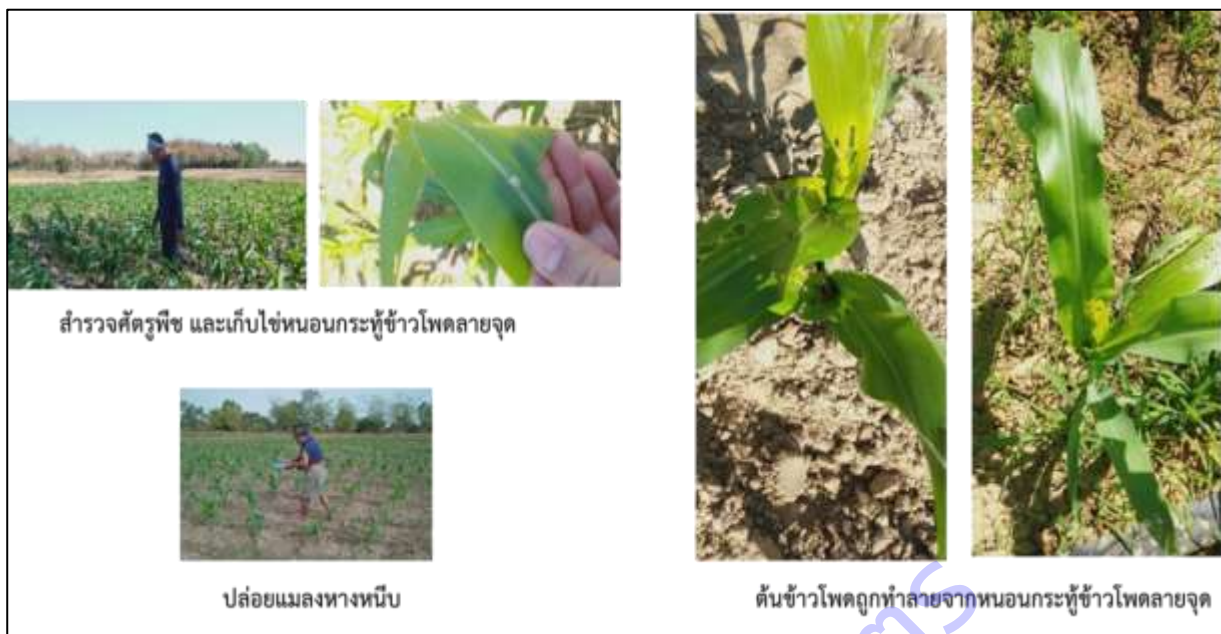 สำรวจศัตรูพืช และเก็บไข่หนอนกระทู้ข้าวโพดลายจุด
ปล่อยแมลงหางหนีบ
ต้นข้าวโพดถูกทำลายจากหนอนกระทู้ข้าวโพดลายจุด